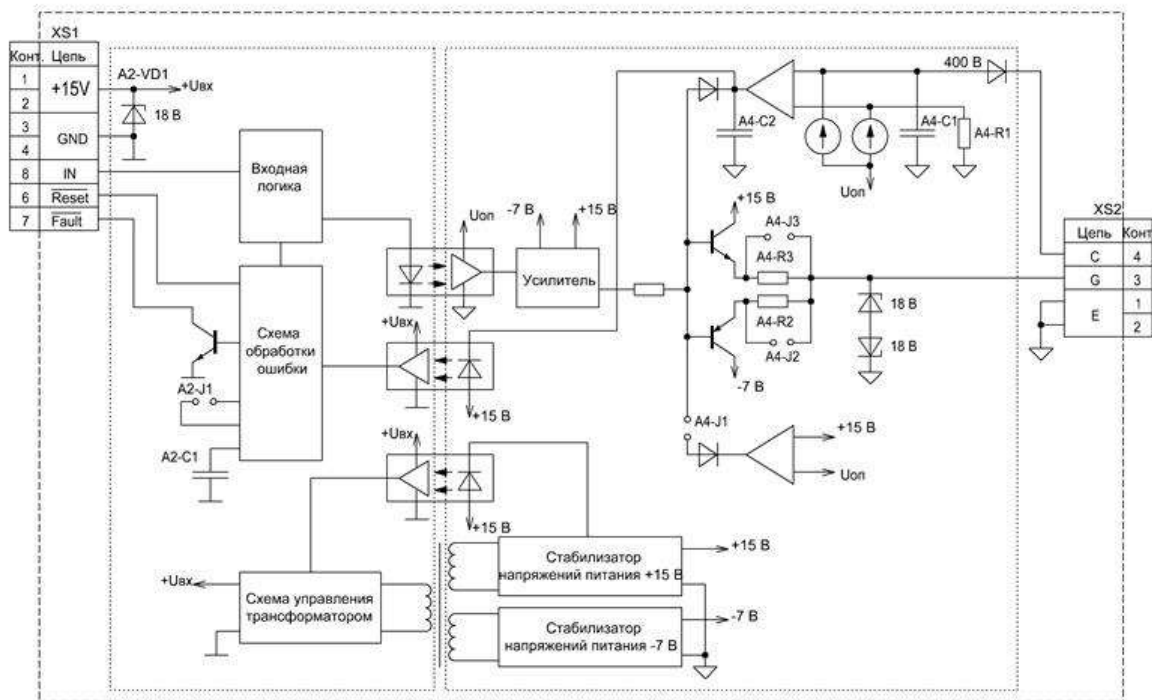 XS1
Конт. Цепь
1
+15V
2
3
GND
4
8 IN
6 Reset
7 Fault
A2-VD1
+Uвх
18 В
Входная
логика
Схема
обработки
ошибки
A2-J1
A2-C1
+Uвх
Схема управления
трансформатором
Uоп
-7 В
+15 В
Усилитель
+Uвх
+15 В
+Uвх
+15 В
Стабилизатор
напряжений питания +15 В
+15 В
Стабилизатор
напряжений питания -7 В
-7 В
400 В
A4-C2
A4-C1
A4-R1
Uоп
+15 В
A4-J3
A4-R3
A4-R2
A4-J2
-7 В
18 В
18 В
A4-J1
+15 В
Uоп
XS2
Цепь Конт
C 4
G 3
E
1
2